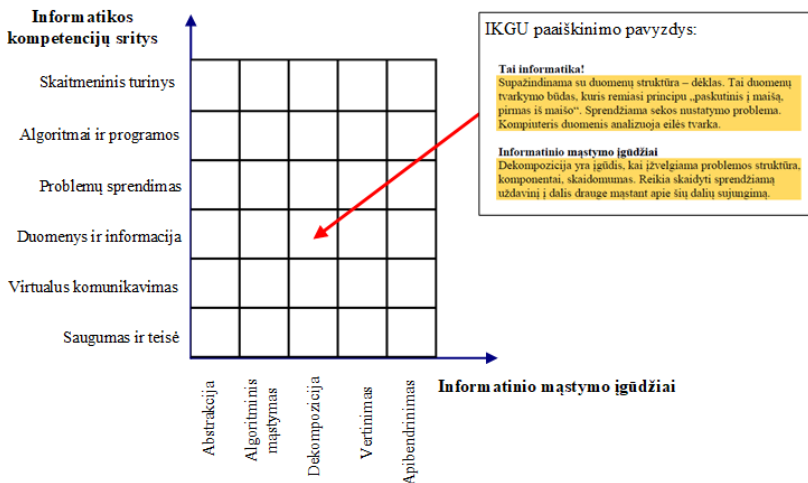 Informatikos
kompetencijų sritys
Skaitmeninis turinys
Algoritmai ir programos
Problemų sprendimas
Duomenys ir informacija
Virtualus komunikavimas
Saugumas ir teisė
Abstrakcija
Algoritminis
mąstymas
Dekompozicija
Vertinimas
Apibendrinimas
Informatinio mąstymo įgūdžiai
IKGU paaiškinimo pavyzdys:
Tai informatika!
Supažindinama su duomenų struktūra – dėklas. Tai duomenų
tvarkymo būdas, kuris remiasi principu „paskutinis į maišą,
pirmas iš maišo“. Sprendžiama sekos nustatymo problema.
Kompiuteris duomenis analizuoja eilės tvarka.
Informatinio mąstymo įgūdžiai
Dekompozicija yra įgūdis, kai įžvelgiama problemos struktūra,
komponentai, skaidomumas. Reikia skaidyti sprendžiamą
uždavinį į dalis drauge mąstant apie šių dalių sujungimą.